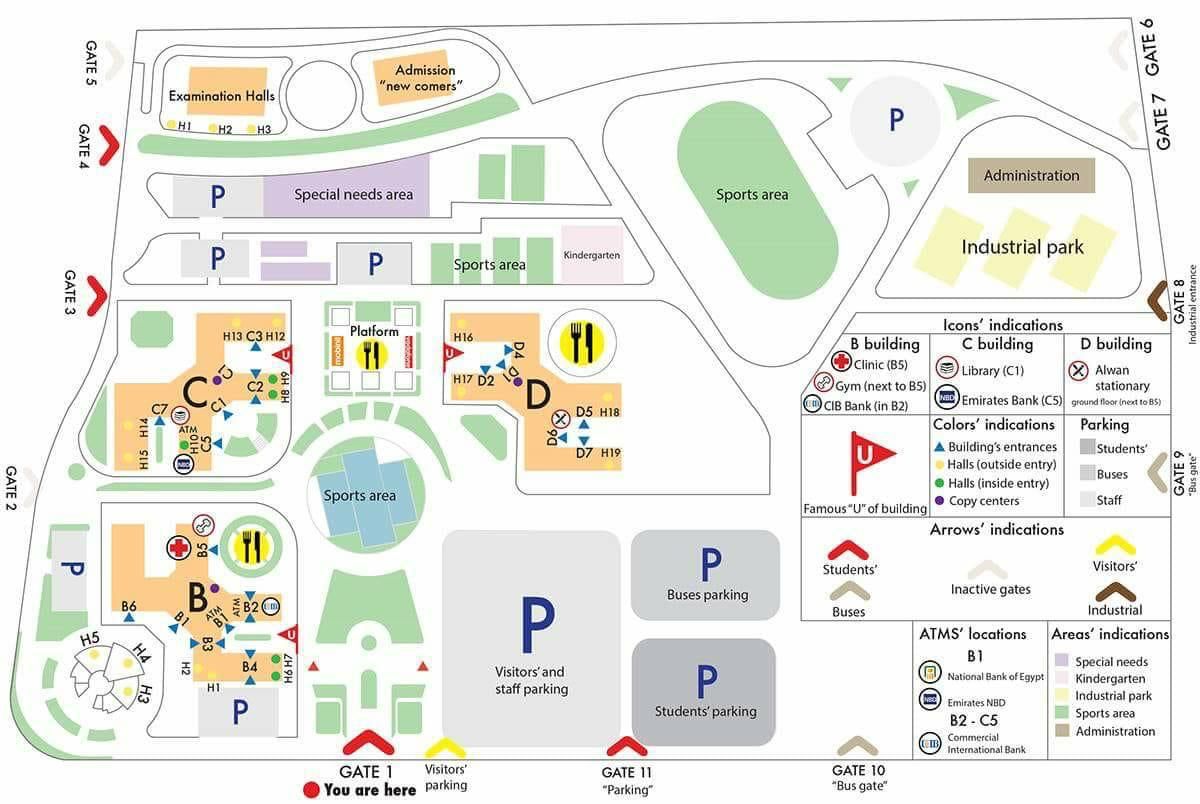 GATE 5
GATE 6
GATE 7
GATE 4
GATE 3
GATE 2
GATE 8
Industrial entrance
GATE 9
"Bus gate"
Examination Halls
H1
H2
H3
Admission
"new comers"
P
Special needs area
P
P
P
Sports area
Kindergarten
Sports area
P
Administration
Industrial park
H13
C3
H12
U
C
C2
C2
H9
H8
C7
C1
H14
ATM
H10
C5
H15
NBD
Platform
mobinil
vodafone
U
H16
D4
D1
D2
H17
D
H18
D5
D6
D7
H19
Sports area
P
B5
B
B6
B1
ATM
B1
ATM
B2
B3
U
H5
H4
H3
H2
B4
H7
H6
H1
P
P
Visitors' and
staff parking
P
Buses parking
P
Students' parking
GATE 1
You are here
Visitors'
parking
GATE 11
"Parking"
GATE 10
"Bus gate"
Icons' indications
B building
Clinic (B5)
Gym (next to B5)
CIB Bank (in B2)
C building
Library (C1)
NBD
Emirates Bank (C5)
D building
Alwan
stationary
ground floor (next to B5)
U
Famous "U" of building
Colors' indications
Building's entrances
Halls (outside entry)
Halls (inside entry)
Copy centers
Parking
Students'
Buses
Staff
Arrows' indications
Students'
Buses
Inactive gates
Visitors'
Industrial
ATMS' locations
B1
National Bank of Egypt
NBD
Emirates NBD
B2 - C5
CIB
Commercial
International Bank
Areas' indications
Special needs
Kindergarten
Industrial park
Sports area
Administration